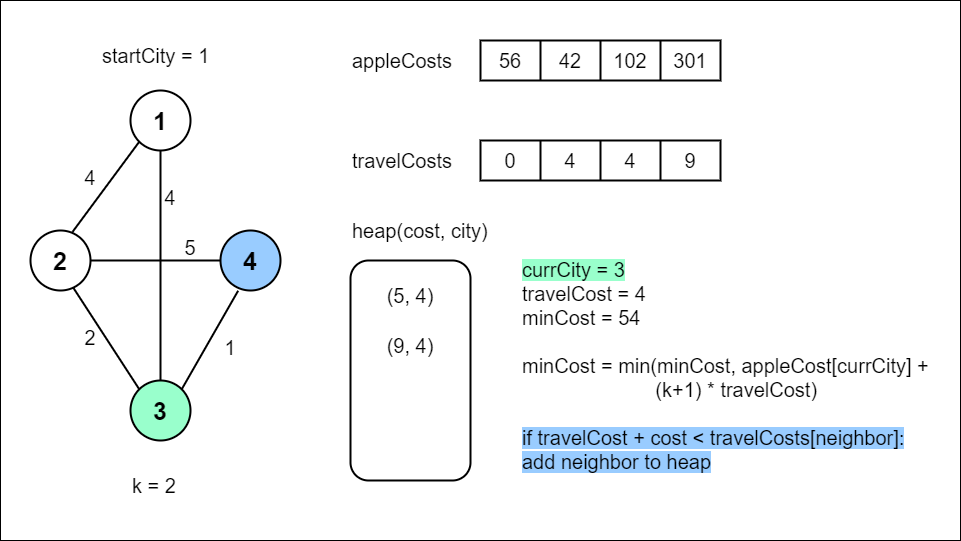 startCity = 1
1
4
4
2
5
4
2
1
3
k = 2
appleCosts 56 42 102 301
travelCosts 0 4 4 9
heap(cost, city)
(5, 4)
(9, 4)
currCity = 3
travelCost = 4
minCost = 54
minCost = min(minCost, appleCost[currCity] +
(k+1) * travelCost)
if travelCost + cost < travelCosts[neighbor]:
add neighbor to heap